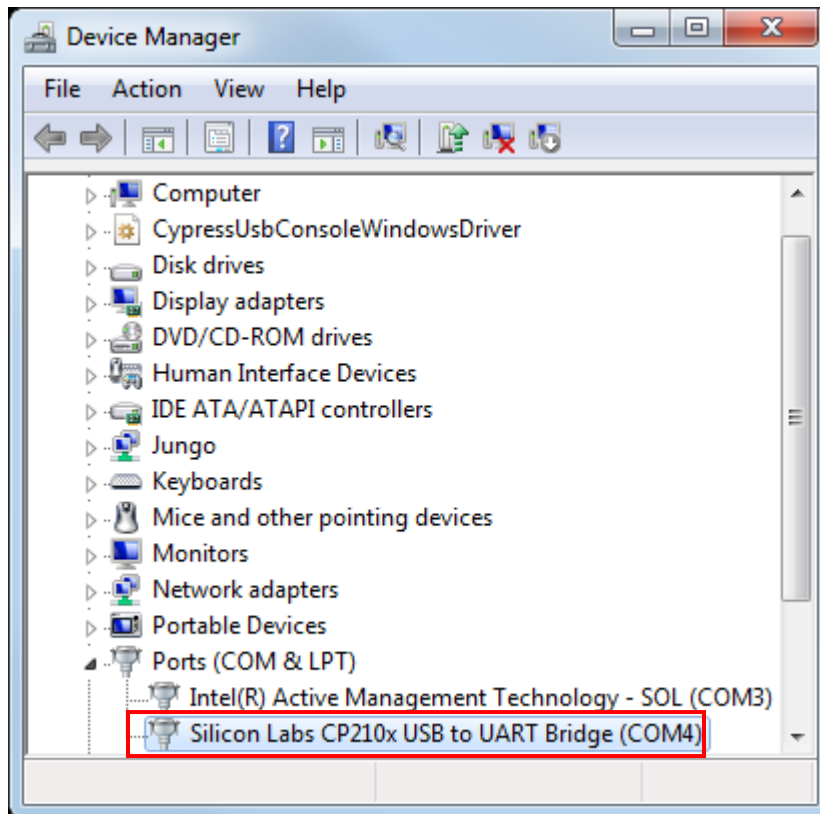 Device Manager
File Action View Help
Computer
CypressUsbConsoleWindowsDriver
Disk drives
Display adapters
DVD/CD-ROM drives
Human Interface Devices
IDE ATA/ATAPI controllers
Jungo
Keyboards
Mice and other pointing devices
Monitors
Network adapters
Portable Devices
Ports (COM & LPT)
Intel(R) Active Management Technology - SOL (COM3)
Silicon Labs CP210x USB to UART Bridge (COM4)